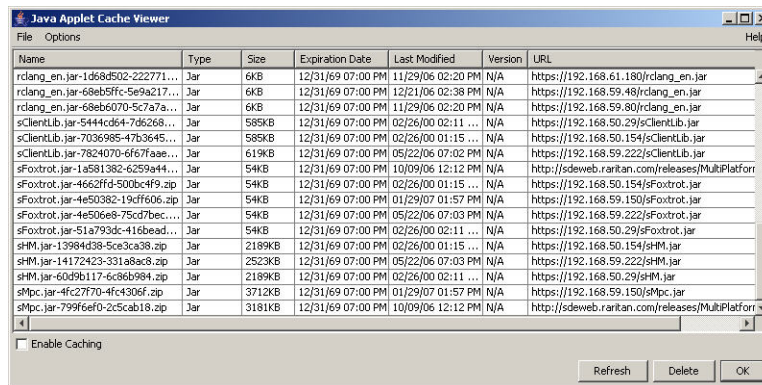 Java Applet Cache Viewer
File Options Help
Name Type Size Expiration Date Last Modified Version URL
rclang_en.jar-1d68d502-222771... Jar 6KB 12/31/69 07:00 PM 11/29/06 02:20 PM N/A https://192.168.61.180/rclang_en.jar
rclang_en.jar-68eb5ffc-5e9a217... Jar 6KB 12/31/69 07:00 PM 12/21/06 02:38 PM N/A https://192.168.59.48/rclang_en.jar
rclang_en.jar-68eb6070-5c7a7a... Jar 6KB 12/31/69 07:00 PM 11/29/06 02:20 PM N/A https://192.168.59.80/rclang_en.jar
sClientLib.jar-5444cd64-7d6268... Jar 585KB 12/31/69 07:00 PM 02/26/00 02:11 ... N/A https://192.168.50.29/sClientLib.jar
sClientLib.jar-7036985-47b3645... Jar 585KB 12/31/69 07:00 PM 02/26/00 01:15 ... N/A https://192.168.50.154/sClientLib.jar
sClientLib.jar-7824070-6f67faae... Jar 619KB 12/31/69 07:00 PM 05/22/06 07:02 PM N/A https://192.168.59.222/sClientLib.jar
sFoxtrot.jar-1a581382-6259a44... Jar 54KB 12/31/69 07:00 PM 10/09/06 12:12 PM N/A http://sdeweb.raritan.com/releases/MultiPlatforr
sFoxtrot.jar-4662ffd-500bc4f9.zip Jar 54KB 12/31/69 07:00 PM 02/26/00 01:15 ... N/A https://192.168.50.154/sFoxtrot.jar
sFoxtrot.jar-4e50382-19cff606.zip Jar 54KB 12/31/69 07:00 PM 01/29/07 01:57 PM N/A https://192.168.59.150/sFoxtrot.jar
sFoxtrot.jar-4e506e8-75cd7bec.... Jar 54KB 12/31/69 07:00 PM 05/22/06 07:03 PM N/A https://192.168.59.222/sFoxtrot.jar
sFoxtrot.jar-51a793dc-416bead... Jar 54KB 12/31/69 07:00 PM 02/26/00 02:11 ... N/A https://192.168.50.29/sFoxtrot.jar
sHM.jar-13984d38-5ce3ca38.zip Jar 2189KB 12/31/69 07:00 PM 02/26/00 01:15 ... N/A https://192.168.50.154/sHM.jar
sHM.jar-14172423-331a8ac8.zip Jar 2523KB 12/31/69 07:00 PM 05/22/06 07:03 PM N/A https://192.168.59.222/sHM.jar
sHM.jar-60d9b117-6c86b984.zip Jar 2189KB 12/31/69 07:00 PM 02/26/00 02:11 ... N/A https://192.168.50.29/sHM.jar
sMpc.jar-4fc27f70-4fc4306f.zip Jar 3712KB 12/31/69 07:00 PM 01/29/07 01:57 PM N/A https://192.168.59.150/sMpc.jar
sMpc.jar-799f6ef0-2c5cab18.zip Jar 3181KB 12/31/69 07:00 PM 10/09/06 12:12 PM N/A http://sdeweb.raritan.com/releases/MultiPlatforr
Enable Caching
Refresh Delete OK